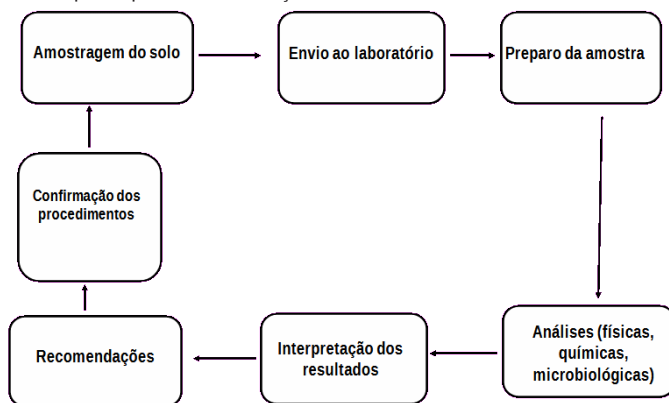 Amostragem do solo
Envio ao laboratório
Preparo da amostra
Confirmação dos
procedimentos
Recomendações
Interpretação dos
resultados
Análises (físicas,
químicas,
microbiológicas)